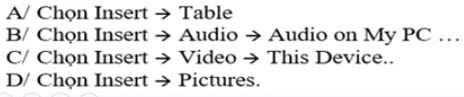 A/ Chọn Insert → Table
B/ Chọn Insert → Audio → Audio on My PC …
C/ Chọn Insert → Video → This Device..
D/ Chọn Insert → Pictures.